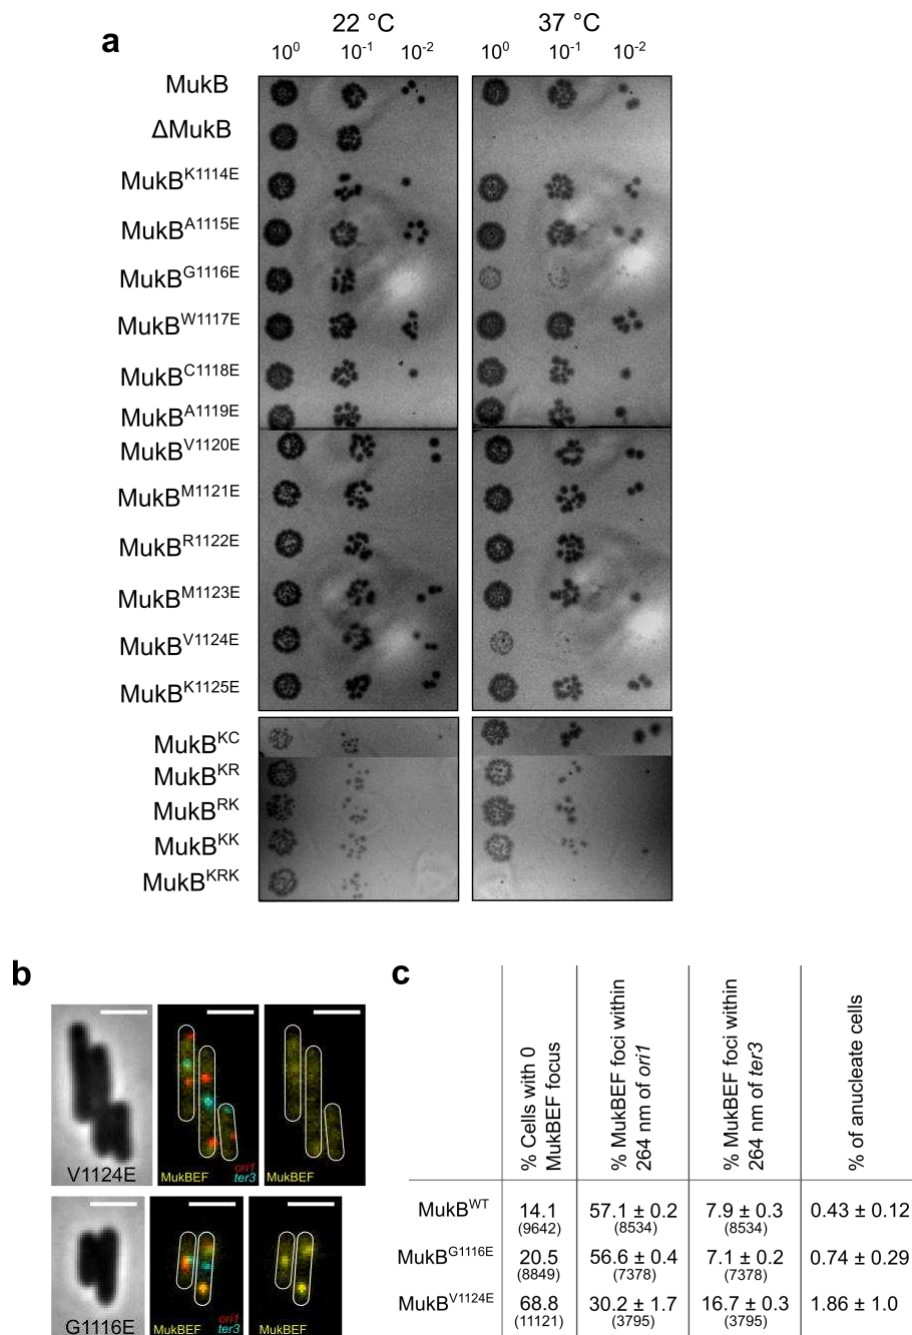 a
22 °C 37 °C
10⁰ 10⁻¹ 10⁻² 10⁰ 10⁻¹ 10⁻²
MukB
ΔMukB
MukB^K1114E
MukB^A1115E
MukB^G1116E
MukB^W1117E
MukB^C1118E
MukB^A1119E
MukB^V1120E
MukB^M1121E
MukB^R1122E
MukB^M1123E
MukB^V1124E
MukB^K1125E
MukB^KC
MukB^KR
MukB^RK
MukB^KK
MukB^KRK
b
V1124E
MukBEF
ori1
ter3
MukBEF
G1116E
MukBEF
ori1
ter3
MukBEF
c
% Cells with 0
MukBEF focus
% MukBEF foci within
264 nm of ori1
% MukBEF foci within
264 nm of ter3
% of anucleate cells
MukB^WT 14.1 57.1 ± 0.2 7.9 ± 0.3 0.43 ± 0.12
(9642) (8534) (8534)
MukB^G1116E 20.5 56.6 ± 0.4 7.1 ± 0.2 0.74 ± 0.29
(8849) (7378) (7378)
MukB^V1124E 68.8 30.2 ± 1.7 16.7 ± 0.3 1.86 ± 1.0
(11121) (3795) (3795)